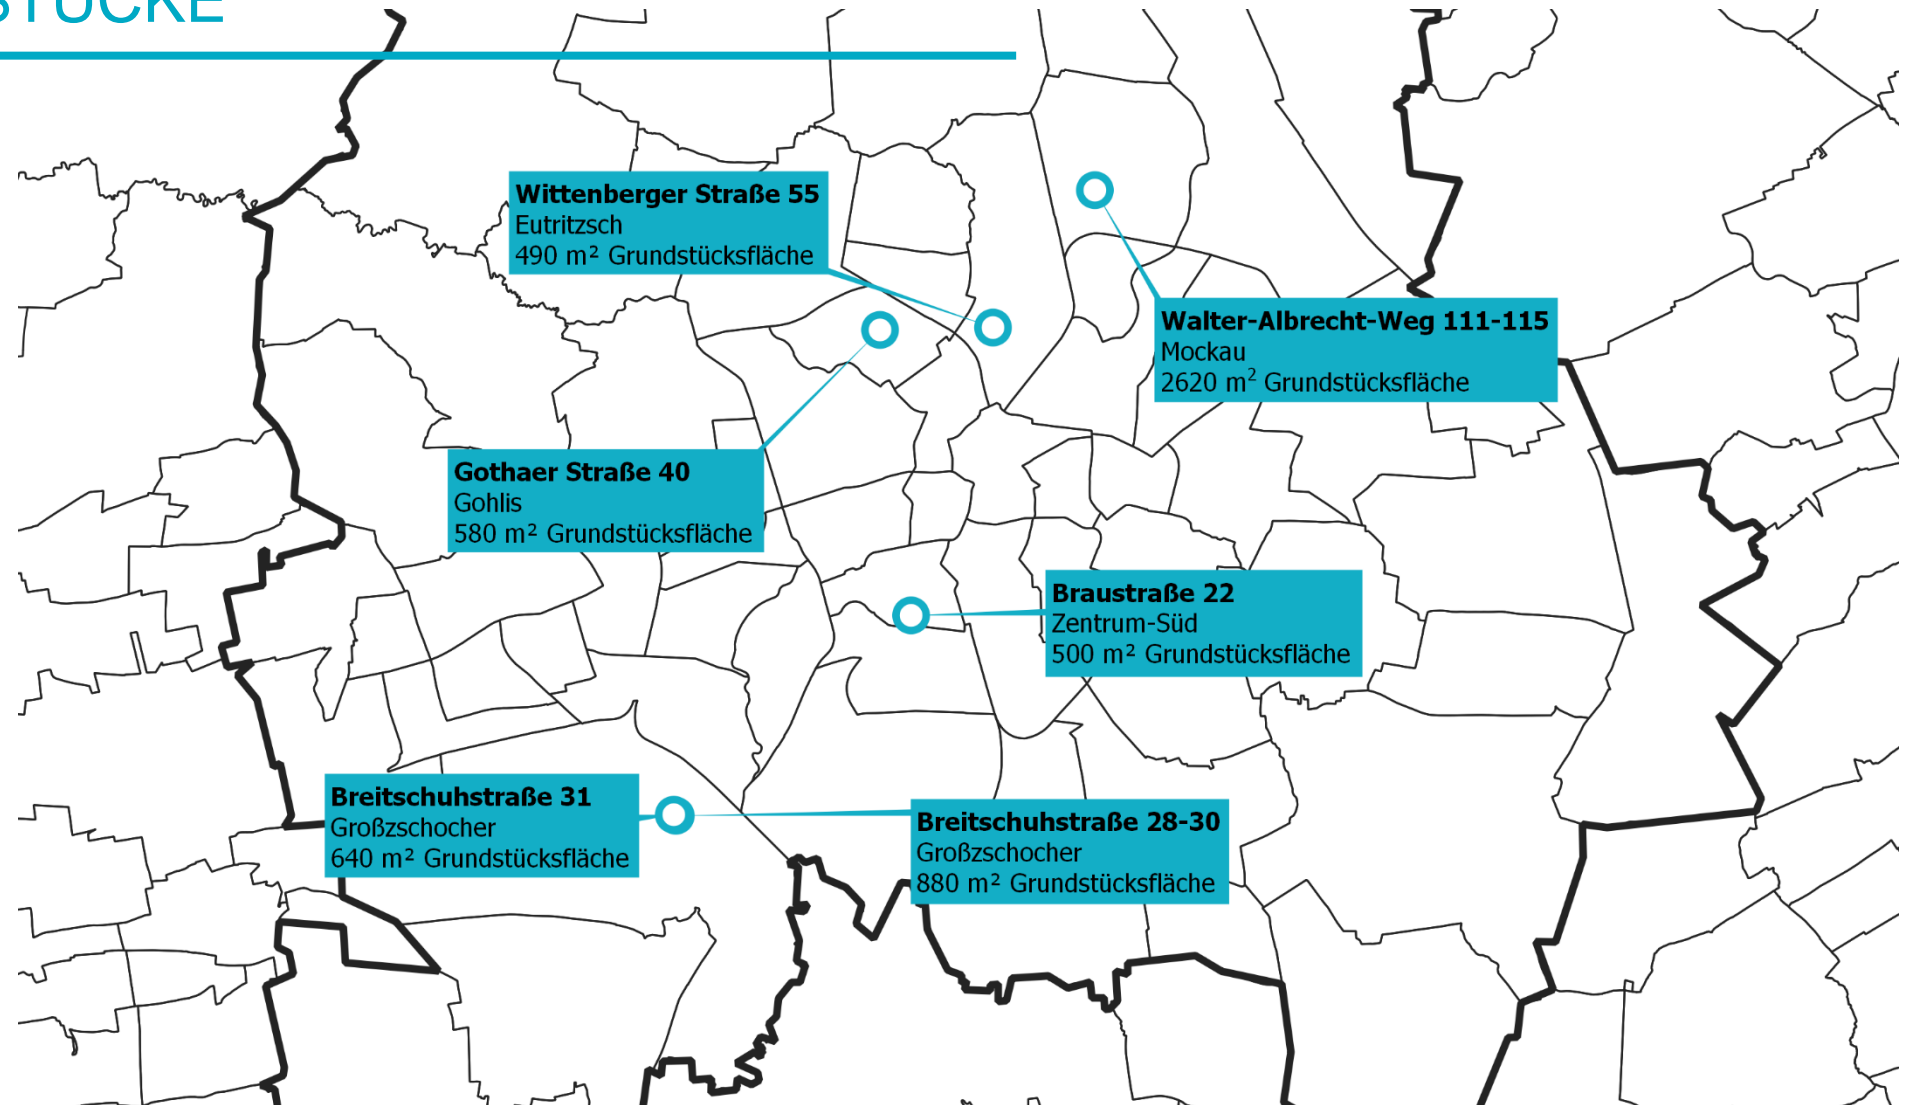 STÜCKE
Wittenberger Straße 55
Eutritzsch
490 m² Grundstücksfläche
Walter-Albrecht-Weg 111-115
Mockau
2620 m² Grundstücksfläche
Gothaer Straße 40
Gohlis
580 m² Grundstücksfläche
Braustraße 22
Zentrum-Süd
500 m² Grundstücksfläche
Breitschuhstraße 31
Großzschocher
640 m² Grundstücksfläche
Breitschuhstraße 28-30
Großzschocher
880 m² Grundstücksfläche